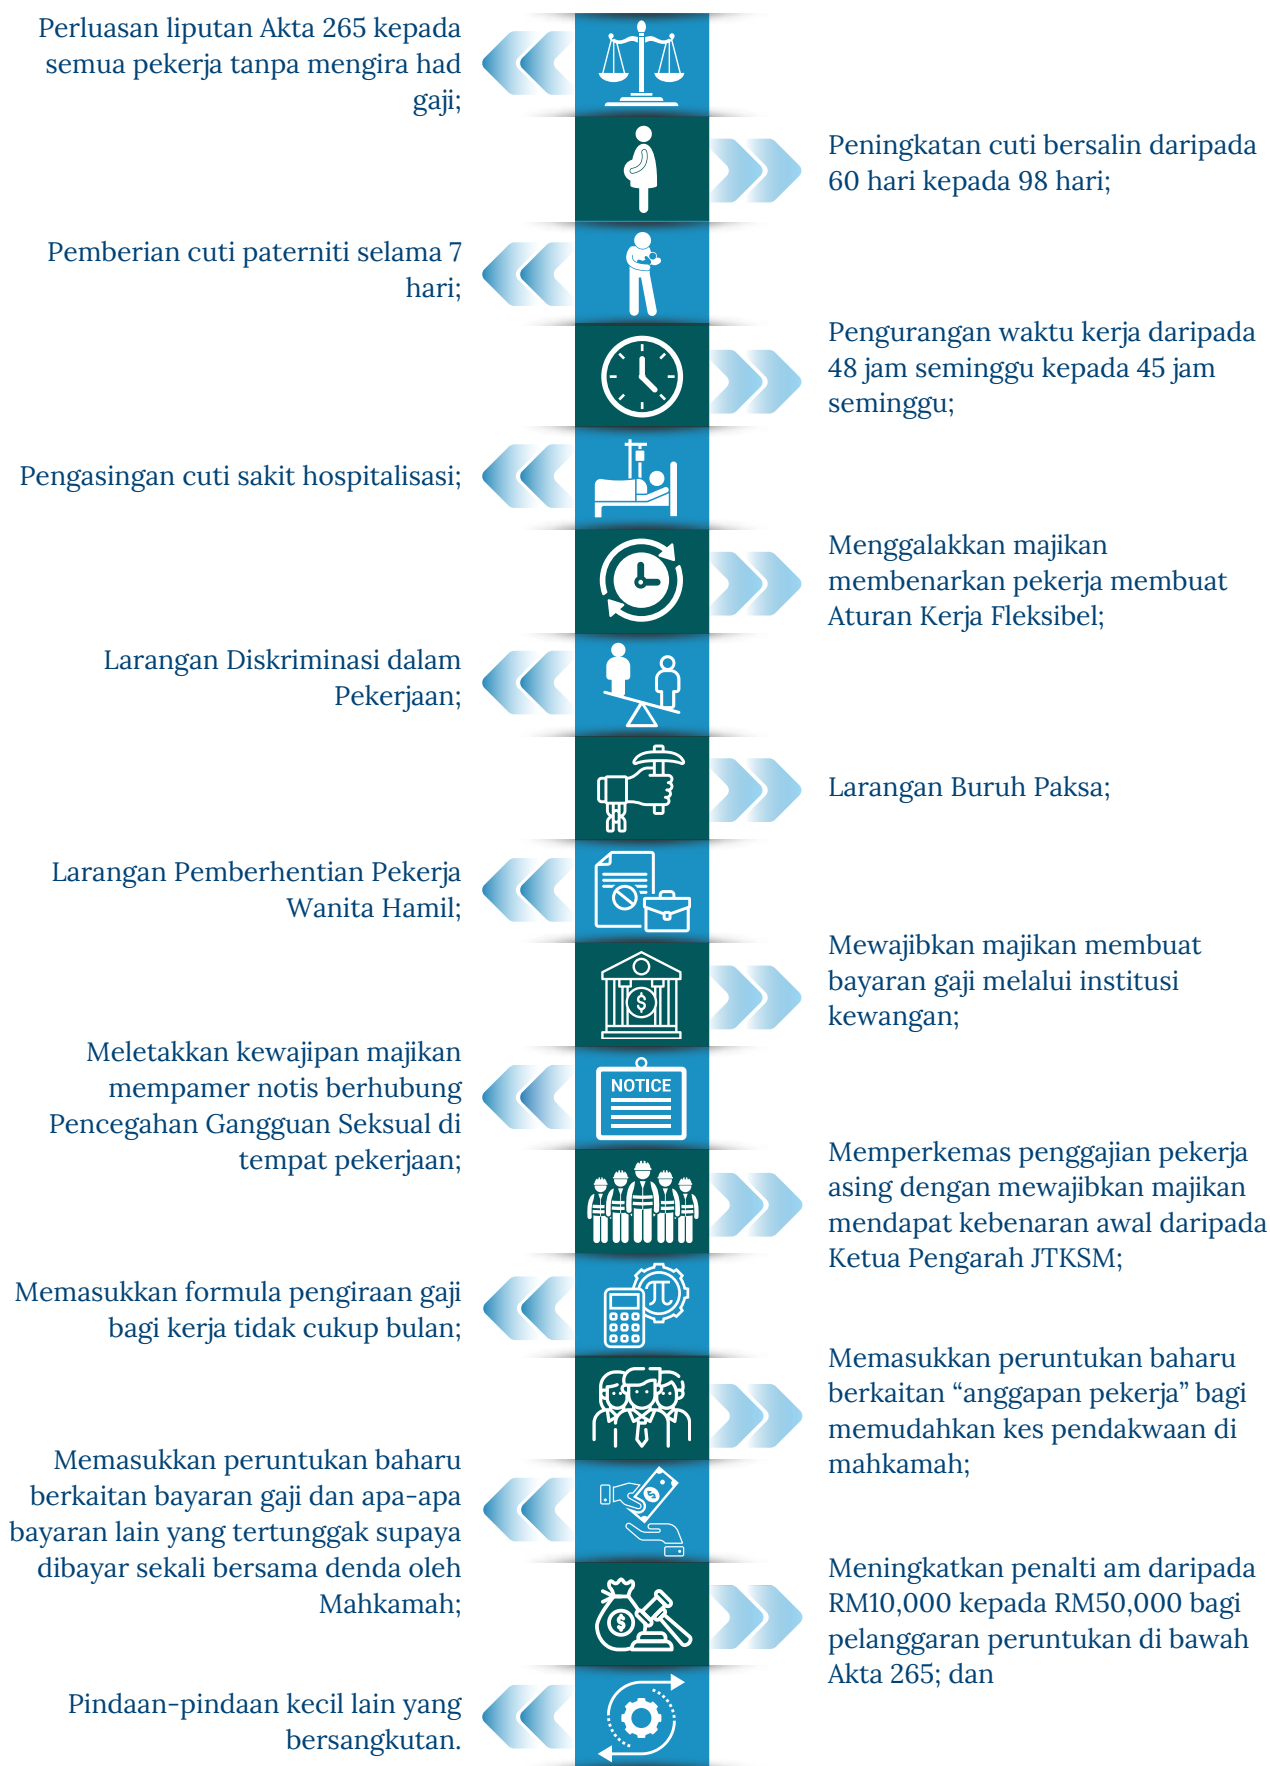 Perluasan liputan Akta 265 kepada
semua pekerja tanpa mengira had
gaji;
Peningkatan cuti bersalin daripada
60 hari kepada 98 hari;
Pemberian cuti paterniti selama 7
hari;
Pengurangan waktu kerja daripada
48 jam seminggu kepada 45 jam
seminggu;
Pengasingan cuti sakit hospitalisasi;
Menggalakkan majikan
membenarkan pekerja membuat
Aturan Kerja Fleksibel;
Larangan Diskriminasi dalam
Pekerjaan;
Larangan Buruh Paksa;
Larangan Pemberhentian Pekerja
Wanita Hamil;
Mewajibkan majikan membuat
bayaran gaji melalui institusi
kewangan;
$
Meletakkan kewajipan majikan
mempamer notis berhubung
Pencegahan Gangguan Seksual di
tempat pekerjaan;
NOTICE
Memperkemas penggajian pekerja
asing dengan mewajibkan majikan
mendapat kebenaran awal daripada
Ketua Pengarah JTKSM;
Memasukkan formula pengiraan gaji
bagi kerja tidak cukup bulan;
π
Memasukkan peruntukan baharu
berkaitan “anggapan pekerja” bagi
memudahkan kes pendakwaan di
mahkamah;
Memasukkan peruntukan baharu
berkaitan bayaran gaji dan apa-apa
bayaran lain yang tertunggak supaya
dibayar sekali bersama denda oleh
Mahkamah;
$
Meningkatkan penalti am daripada
RM10,000 kepada RM50,000 bagi
pelanggaran peruntukan di bawah
Akta 265; dan
$
Pindaan-pindaan kecil lain yang
bersangkutan.